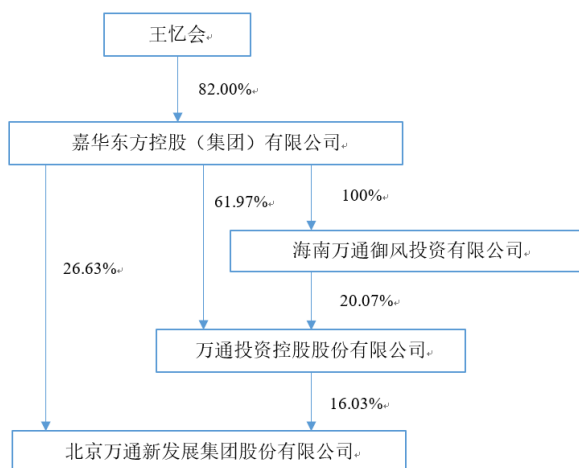 王忆会
82.00%
嘉华东方控股（集团）有限公司
61.97%
100%
海南万通御风投资有限公司
26.63%
20.07%
万通投资控股股份有限公司
16.03%
北京万通新发展集团股份有限公司